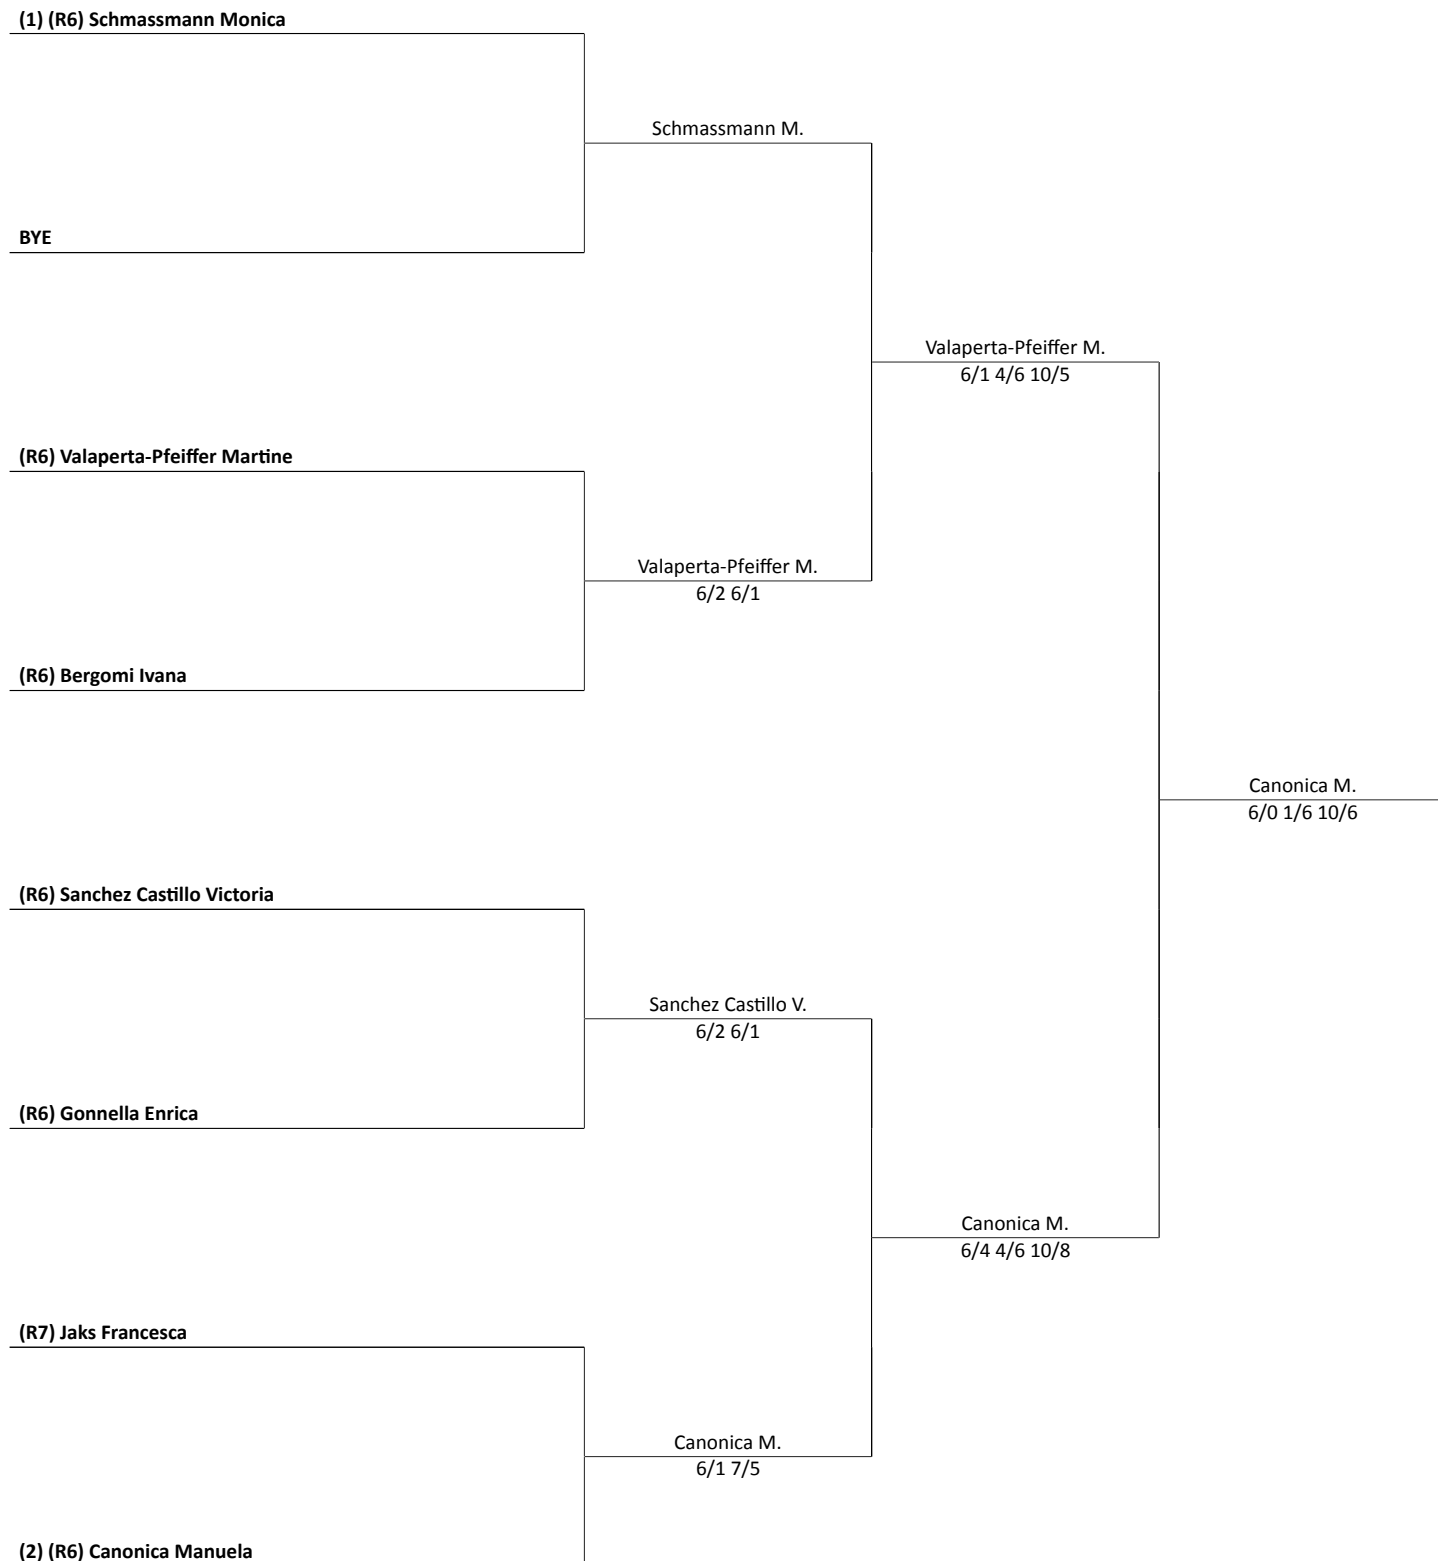 (1) (R6) Schmassmann Monica
Schmassmann M.
BYE
Valaperta-Pfeiffer M.
6/1 4/6 10/5
(R6) Valaperta-Pfeiffer Martine
Valaperta-Pfeiffer M.
6/2 6/1
(R6) Bergomi Ivana
Canonica M.
6/0 1/6 10/6
(R6) Sanchez Castillo Victoria
Sanchez Castillo V.
6/2 6/1
(R6) Gonnella Enrica
Canonica M.
6/4 4/6 10/8
(R7) Jaks Francesca
Canonica M.
6/1 7/5
(2) (R6) Canonica Manuela